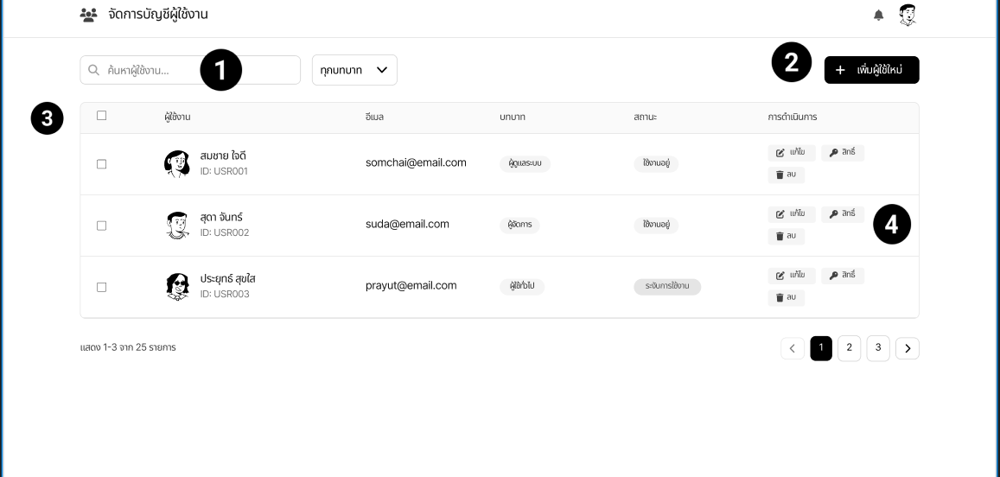 จัดการบัญชีผู้ใช้งาน
ค้นหาผู้ใช้งาน... 1 ทุกบทบาท 2 + เพิ่มผู้ใช้ใหม่
3 ผู้ใช้งาน อีเมล บทบาท สถานะ การดำเนินการ
สมชาย ใจดี
ID: USR001
somchai@email.com ผู้ดูแลระบบ ใช้งานอยู่ แก้ไข สิทธิ์
ลบ
สุดา จันทร์
ID: USR002
suda@email.com ผู้จัดการ ใช้งานอยู่ แก้ไข สิทธิ์
ลบ
4
ประยุทธ์ สุขใส
ID: USR003
prayut@email.com ผู้ใช้ทั่วไป ระงับการใช้งาน แก้ไข สิทธิ์
ลบ
แสดง 1-3 จาก 25 รายการ 1 2 3